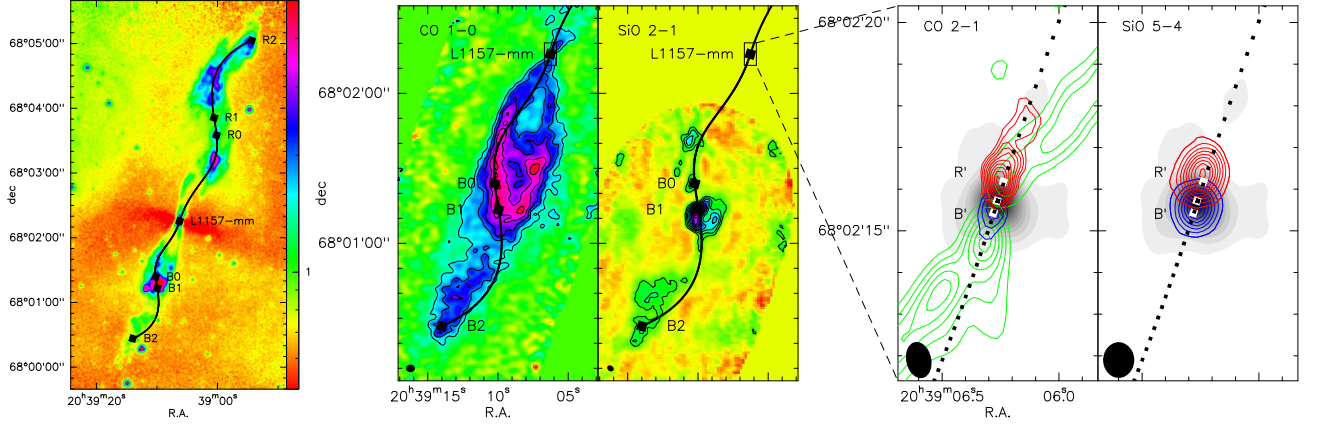 68°05'00"
68°04'00"
68°03'00"
68°02'00"
68°01'00"
68°00'00"
dec
R2
R1
R0
L1157-mm
B0
B1
B2
1
20ʰ39ᵐ20ˢ
39ᵐ00ˢ
R.A.
dec
68°02'00"
68°01'00"
CO 1-0
L1157-mm
B0
B1
B2
20ʰ39ᵐ15ˢ
10ˢ
05ˢ
R.A.
SiO 2-1
L1157-mm
B0
B1
B2
68°02'20"
68°02'15"
CO 2-1
R'
B'
20ʰ39ᵐ06ˢ.5
06ˢ.0
R.A.
SiO 5-4
R'
B'